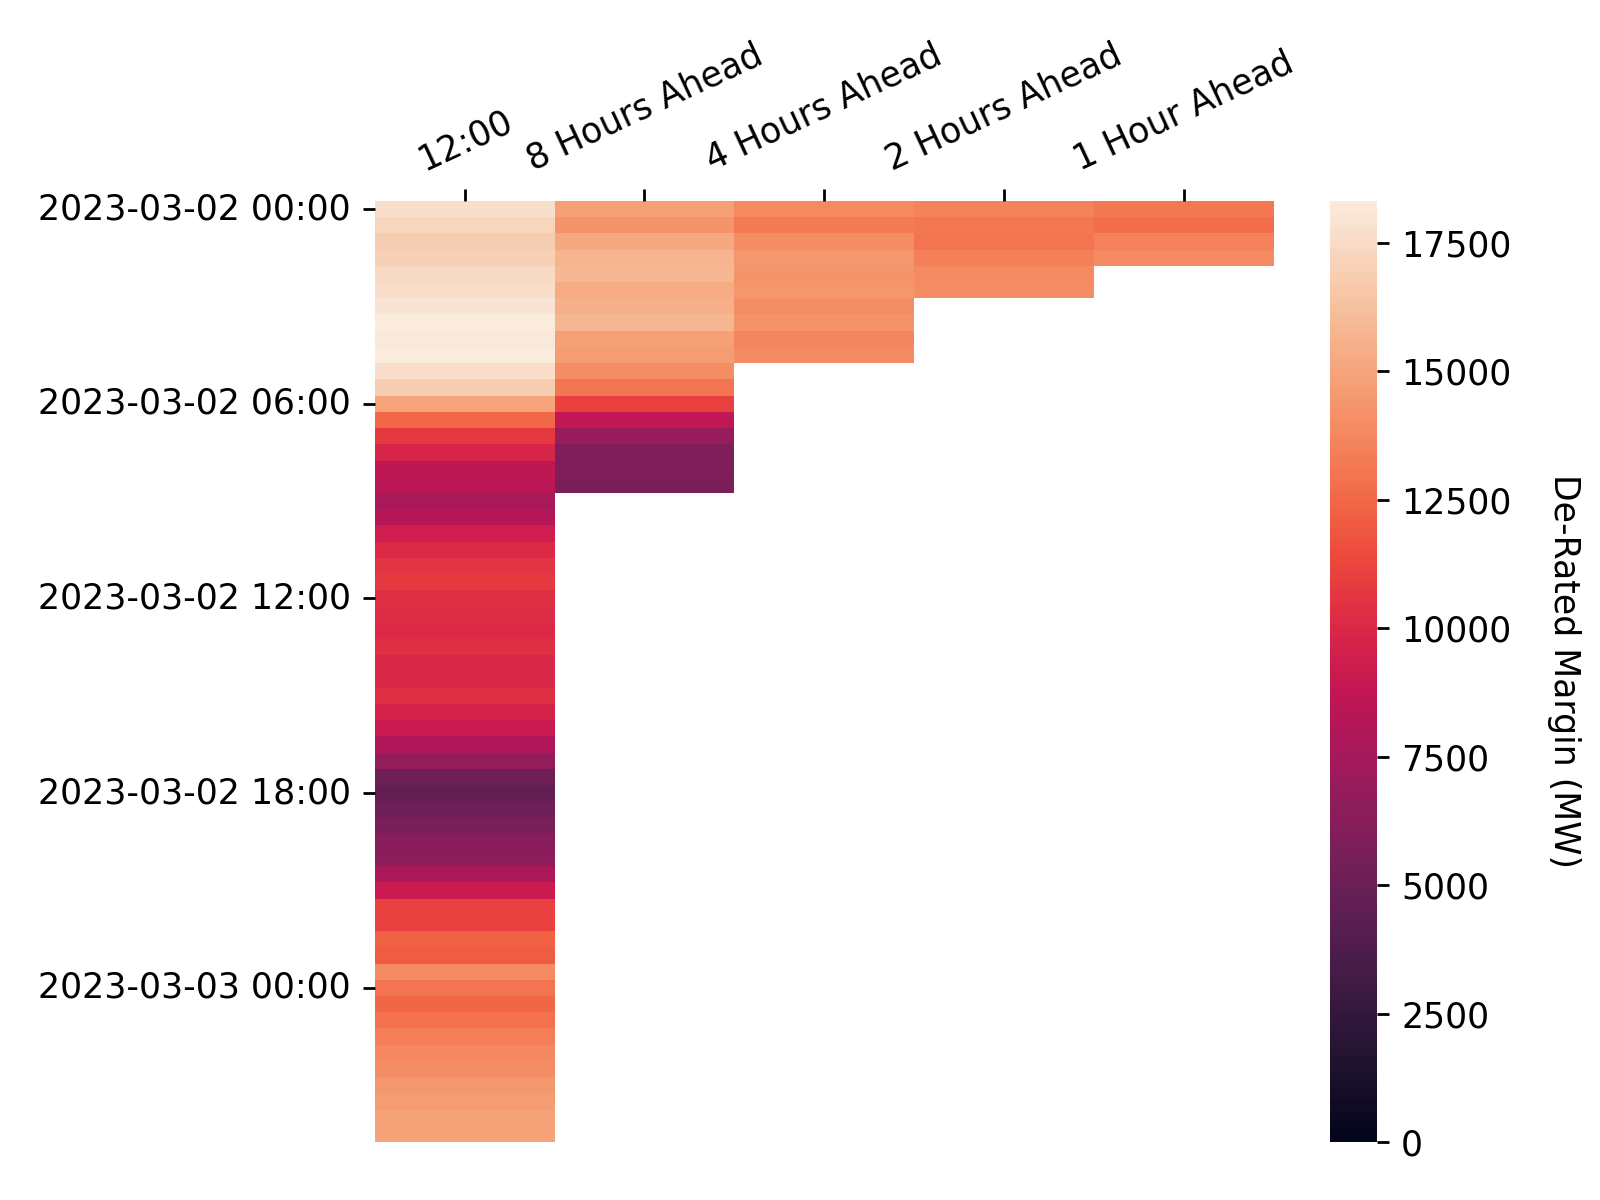 12:00
8 Hours Ahead
4 Hours Ahead
2 Hours Ahead
1 Hour Ahead
2023-03-02 00:00
2023-03-02 06:00
2023-03-02 12:00
2023-03-02 18:00
2023-03-03 00:00
17500
15000
12500
10000
7500
5000
2500
0
De-Rated Margin (MW)